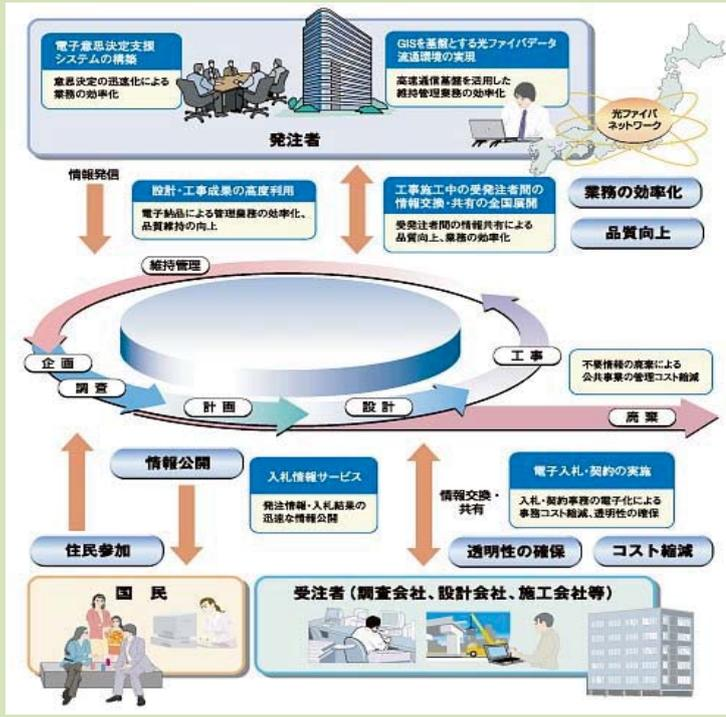 電子意思決定支援
システムの構築
意思決定の迅速化による
業務の効率化
GISを基盤とする光ファイバデータ
流通環境の実現
高速通信基盤を活用した
維持管理業務の効率化
光ファイバ
ネットワーク
発注者
情報発信
設計・工事成果の高度利用
電子納品による管理業務の効率化、
品質維持の向上
工事施工中の受発注者間の
情報交換・共有の全国展開
受発注者間の情報共有による
品質向上、業務の効率化
業務の効率化
品質向上
維持管理
企画
調査
計画
設計
工事
不要情報の廃棄による
公共事業の管理コスト縮減
廃棄
情報公開
入札情報サービス
発注情報・入札結果の
迅速な情報公開
情報交換・
共有
電子入札・契約の実施
入札・契約事務の電子化による
事務コスト縮減、透明性の確保
住民参加
透明性の確保
コスト縮減
国民
受注者（調査会社、設計会社、施工会社等）